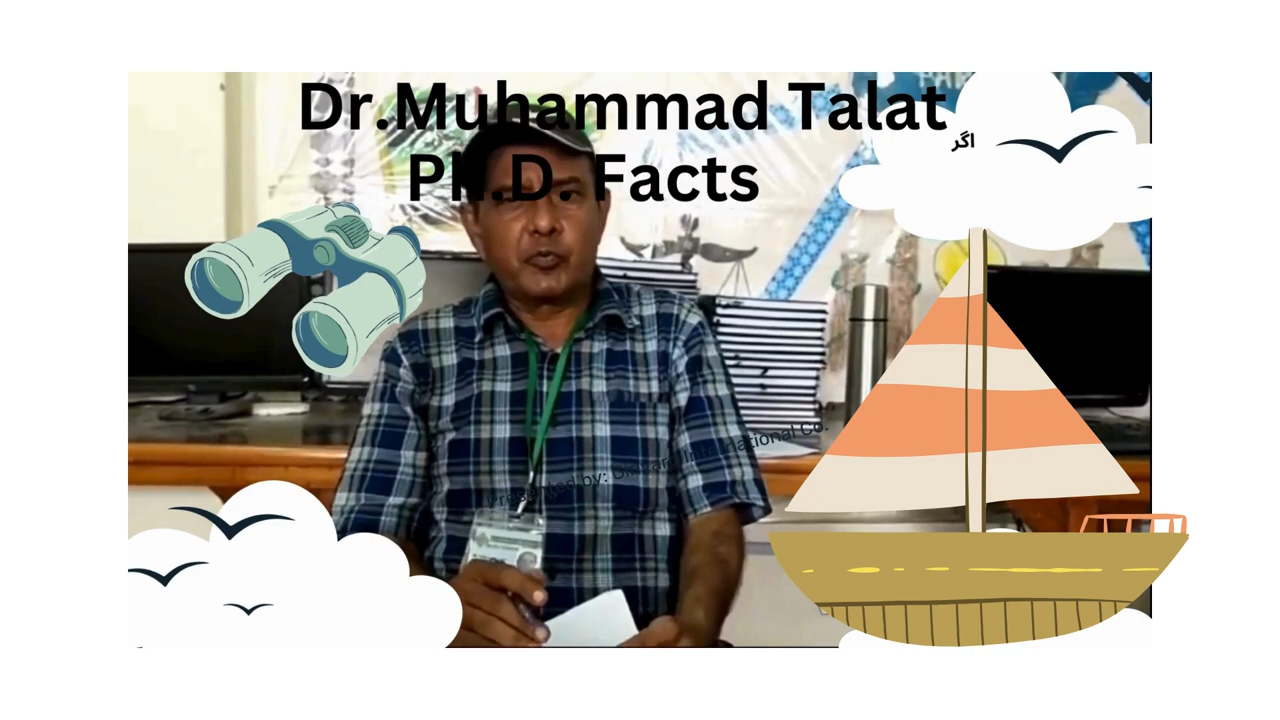 Dr.Muhammad Talat
Ph.D. Facts
اگر
Presented by: International Co.